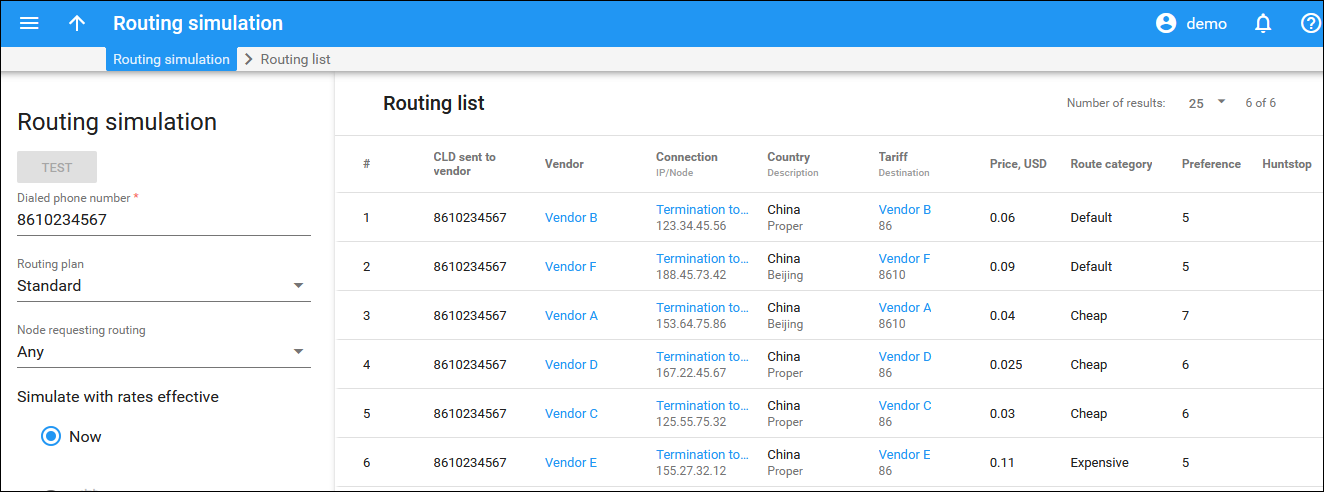 Routing simulation
demo
Routing simulation > Routing list
Routing simulation
TEST
Dialed phone number *
8610234567
Routing plan
Standard
Node requesting routing
Any
Simulate with rates effective
Now
Routing list
Number of results: 25 6 of 6
# CLD sent to vendor Vendor Connection IP/Node Country Description Tariff Destination Price, USD Route category Preference Huntstop
1 8610234567 Vendor B Termination to... 123.34.45.56 China Proper Vendor B 86 0.06 Default 5
2 8610234567 Vendor F Termination to... 188.45.73.42 China Beijing Vendor F 8610 0.09 Default 5
3 8610234567 Vendor A Termination to... 153.64.75.86 China Beijing Vendor A 8610 0.04 Cheap 7
4 8610234567 Vendor D Termination to... 167.22.45.67 China Proper Vendor D 86 0.025 Cheap 6
5 8610234567 Vendor C Termination to... 125.55.75.32 China Proper Vendor C 86 0.03 Cheap 6
6 8610234567 Vendor E Termination to... 155.27.32.12 China Proper Vendor E 86 0.11 Expensive 5